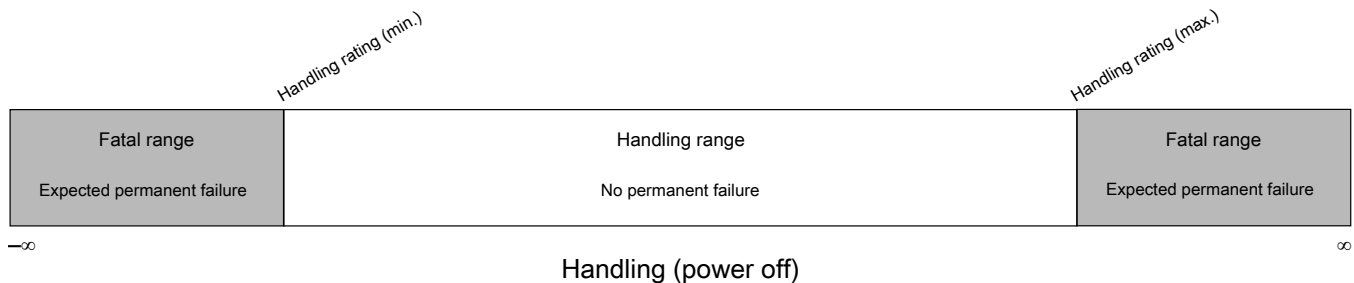 Handling rating (min.)
Handling rating (max.)
Fatal range
Handling range
Fatal range
Expected permanent failure
No permanent failure
Expected permanent failure
–∞
∞
Handling (power off)